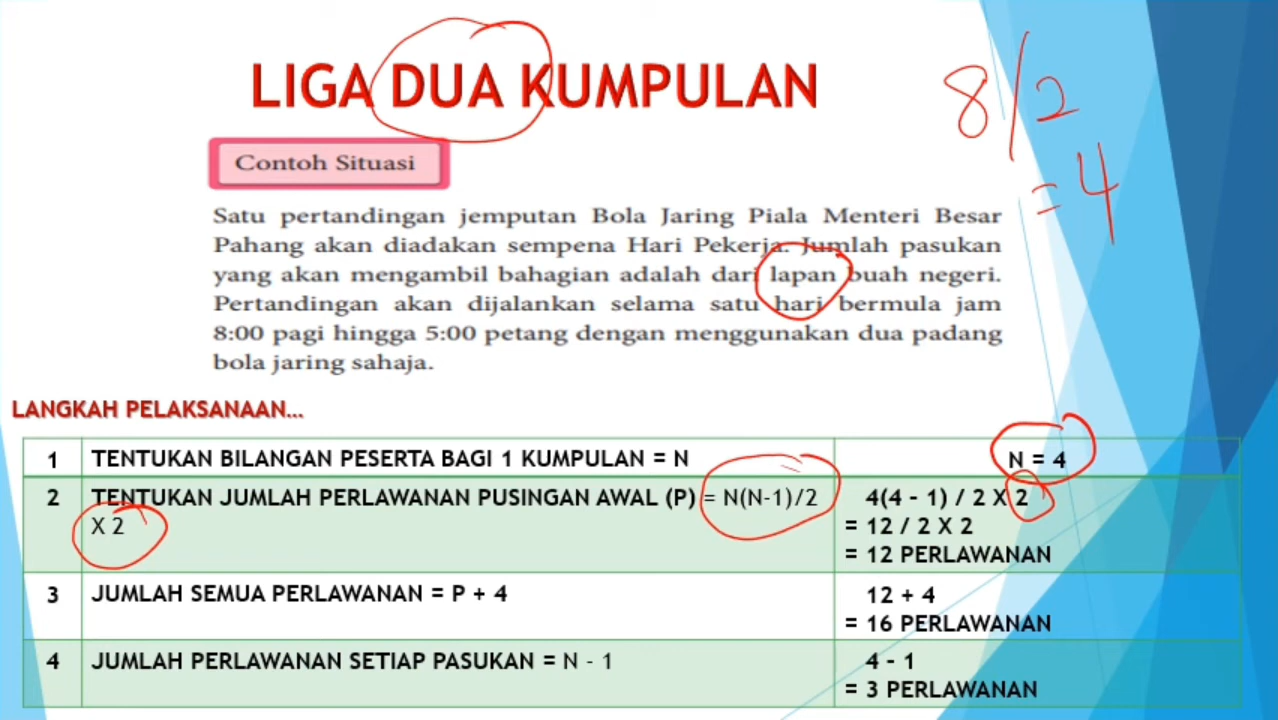 LIGA DUA KUMPULAN
8/2
= 4
Contoh Situasi
Satu pertandingan jemputan Bola Jaring Piala Menteri Besar
Pahang akan diadakan sempena Hari Pekerja. Jumlah pasukan
yang akan mengambil bahagian adalah dari lapan buah negeri.
Pertandingan akan dijalankan selama satu hari bermula jam
8:00 pagi hingga 5:00 petang dengan menggunakan dua padang
bola jaring sahaja.
LANGKAH PELAKSANAAN...
1 TENTUKAN BILANGAN PESERTA BAGI 1 KUMPULAN = N N = 4
2 TENTUKAN JUMLAH PERLAWANAN PUSINGAN AWAL (P) = N(N-1)/2 4(4 - 1) / 2 X 2
X 2 = 12 / 2 X 2
= 12 PERLAWANAN
3 JUMLAH SEMUA PERLAWANAN = P + 4 12 + 4
= 16 PERLAWANAN
4 JUMLAH PERLAWANAN SETIAP PASUKAN = N - 1 4 - 1
= 3 PERLAWANAN